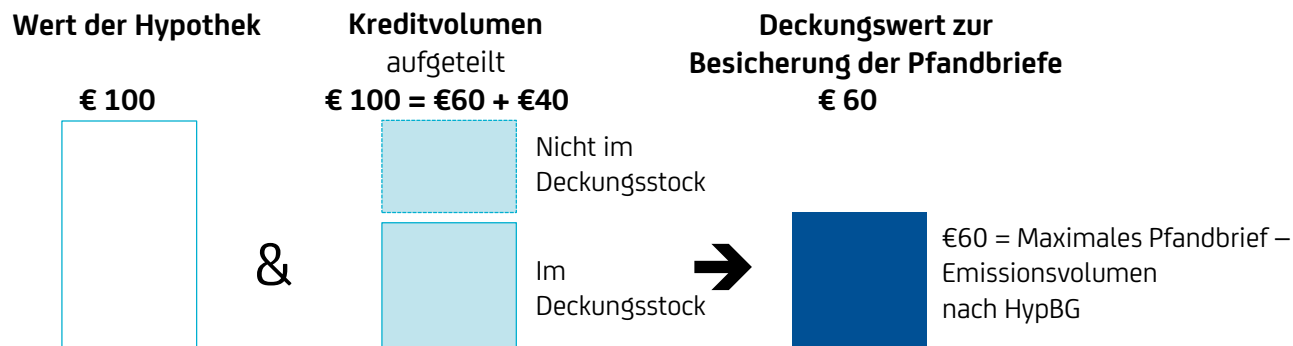 Wert der Hypothek
€ 100
Kreditvolumen
aufgeteilt
€ 100 = €60 + €40
Deckungswert zur
Besicherung der Pfandbriefe
€ 60
Nicht im
Deckungsstock
&
Im
Deckungsstock
€60 = Maximales Pfandbrief –
Emissionsvolumen
nach HypBG